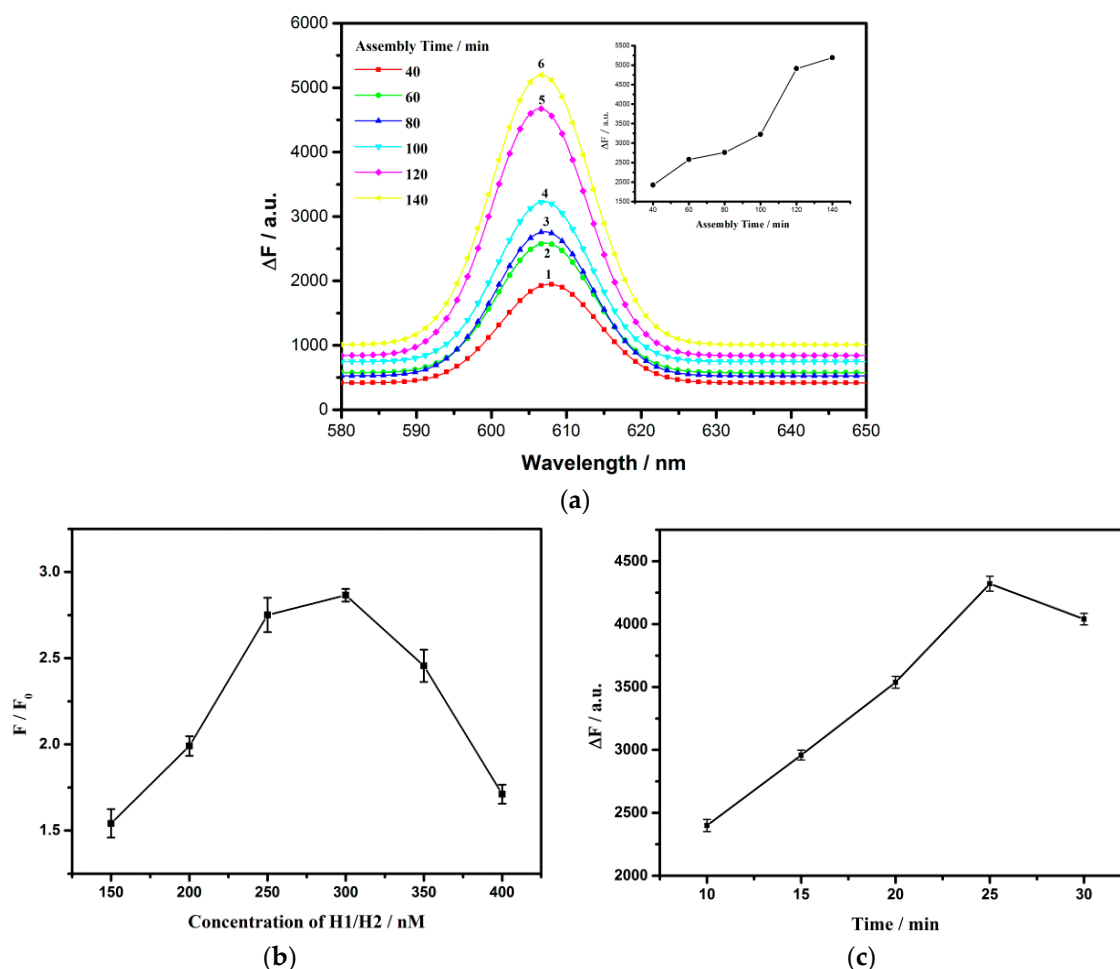 6000
5000
4000
3000
2000
1000
0
ΔF / a.u.
Assembly Time / min
40
60
80
100
120
140
6
5
4
3
2
1
5500
5000
4500
4000
3500
3000
2500
2000
1500
ΔF / a.u.
40 60 80 100 120 140
Assembly Time / min
580 590 600 610 620 630 640 650
Wavelength / nm
(a)
3.0
2.5
2.0
1.5
F / F0
150 200 250 300 350 400
Concentration of H1/H2 / nM
(b)
4500
4000
3500
3000
2500
2000
ΔF / a.u.
10 15 20 25 30
Time / min
(c)